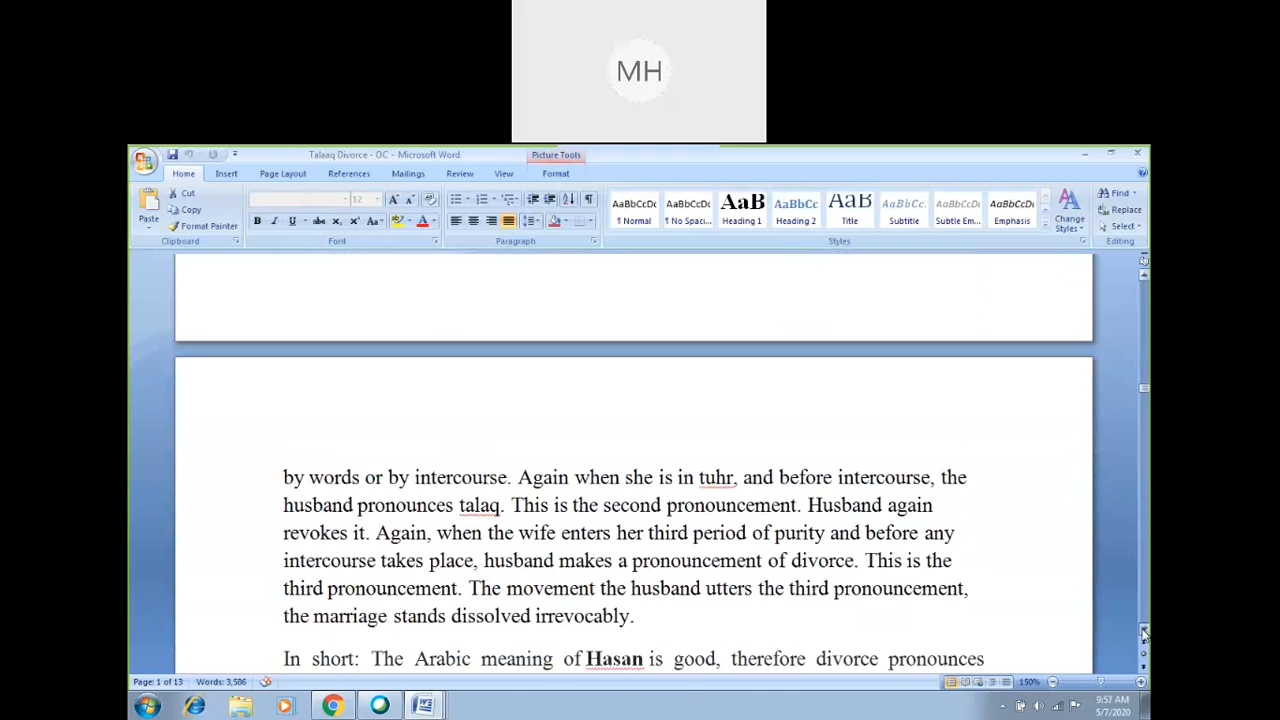 MH
Talaaq Divorce - OC - Microsoft Word
Picture Tools
Home Insert Page Layout References Mailings Review View Format
Cut
Copy
Format Painter
Paste
Clipboard
12
Font
Paragraph
AaBbCcDc AaBbCcDc AaBb AaBbCc AaB AaBbCc AaBbCcDc AaBbCcDc
¶ Normal ¶ No Spaci... Heading 1 Heading 2 Title Subtitle Subtle Em... Emphasis
Change Styles
Styles
Find
Replace
Select
Editing
by words or by intercourse. Again when she is in tuhr, and before intercourse, the
husband pronounces talaq. This is the second pronouncement. Husband again
revokes it. Again, when the wife enters her third period of purity and before any
intercourse takes place, husband makes a pronouncement of divorce. This is the
third pronouncement. The movement the husband utters the third pronouncement,
the marriage stands dissolved irrevocably.
In short: The Arabic meaning of Hasan is good, therefore divorce pronounces
Page: 1 of 13 Words: 3,586 150%
9:57 AM
5/7/2020